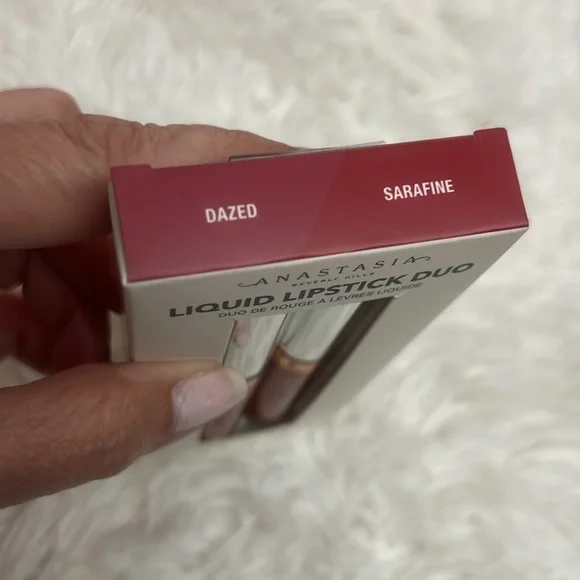 DAZED
SARAFINE
ANASTASIA
BEVERLY HILLS
LIQUID LIPSTICK DUO
DUO DE ROUGE À LÈVRES LIQUIDE